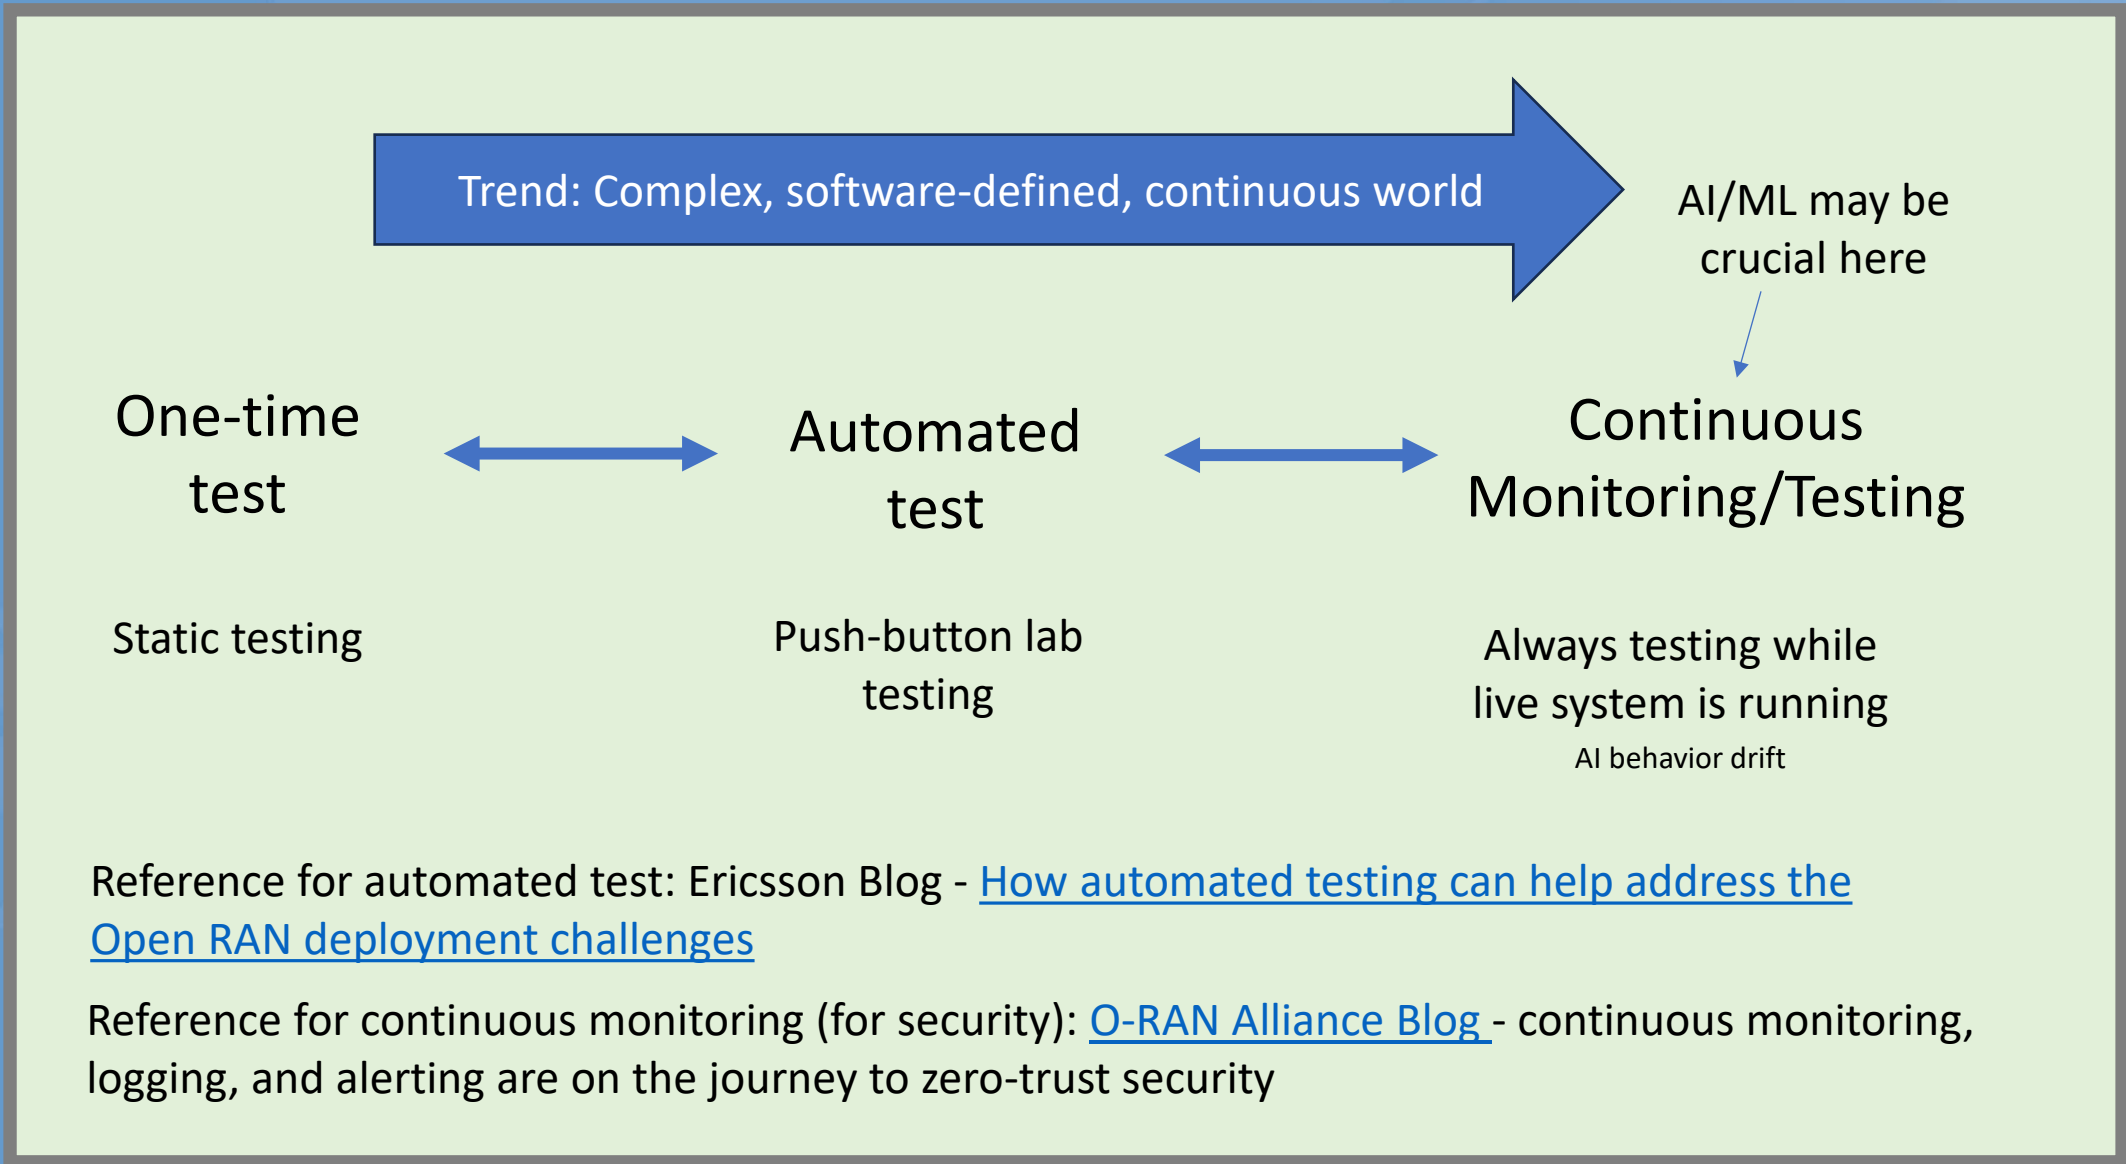 Trend: Complex, software-defined, continuous world
AI/ML may be
crucial here
One-time
test
Automated
test
Continuous
Monitoring/Testing
Static testing
Push-button lab
testing
Always testing while
live system is running
AI behavior drift
Reference for automated test: Ericsson Blog - How automated testing can help address the
Open RAN deployment challenges
Reference for continuous monitoring (for security): O-RAN Alliance Blog - continuous monitoring,
logging, and alerting are on the journey to zero-trust security